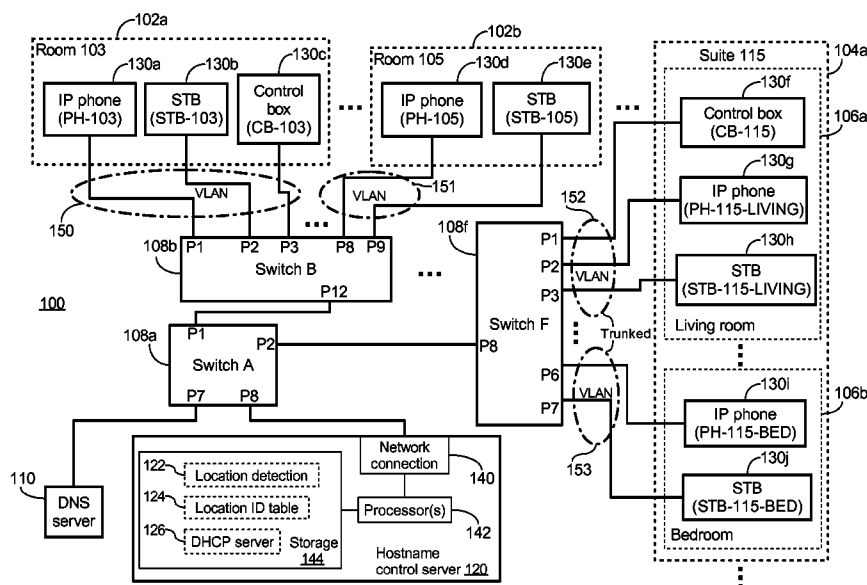 102a
102b
104a
Room 103
130a
130b
130c
IP phone
(PH-103)
STB
(STB-103)
Control
box
(CB-103)
...
Room 105
130d
130e
IP phone
(PH-105)
STB
(STB-105)
...
Suite 115
130f
Control box
(CB-115)
106a
130g
IP phone
(PH-115-LIVING)
130h
STB
(STB-115-LIVING)
Living room
150
VLAN
...
VLAN
151
152
VLAN
Trunked
VLAN
153
108b
P1
P2
P3
P8
P9
Switch B
P12
...
108f
P1
P2
P3
Switch F
P8
P6
P7
100
108a
P1
P2
Switch A
P7
P8
130i
IP phone
(PH-115-BED)
106b
130j
STB
(STB-115-BED)
Bedroom
110
DNS
server
122
Location detection
124
Location ID table
126
DHCP server
Storage
144
Network
connection
140
Processor(s)
142
Hostname
control server 120